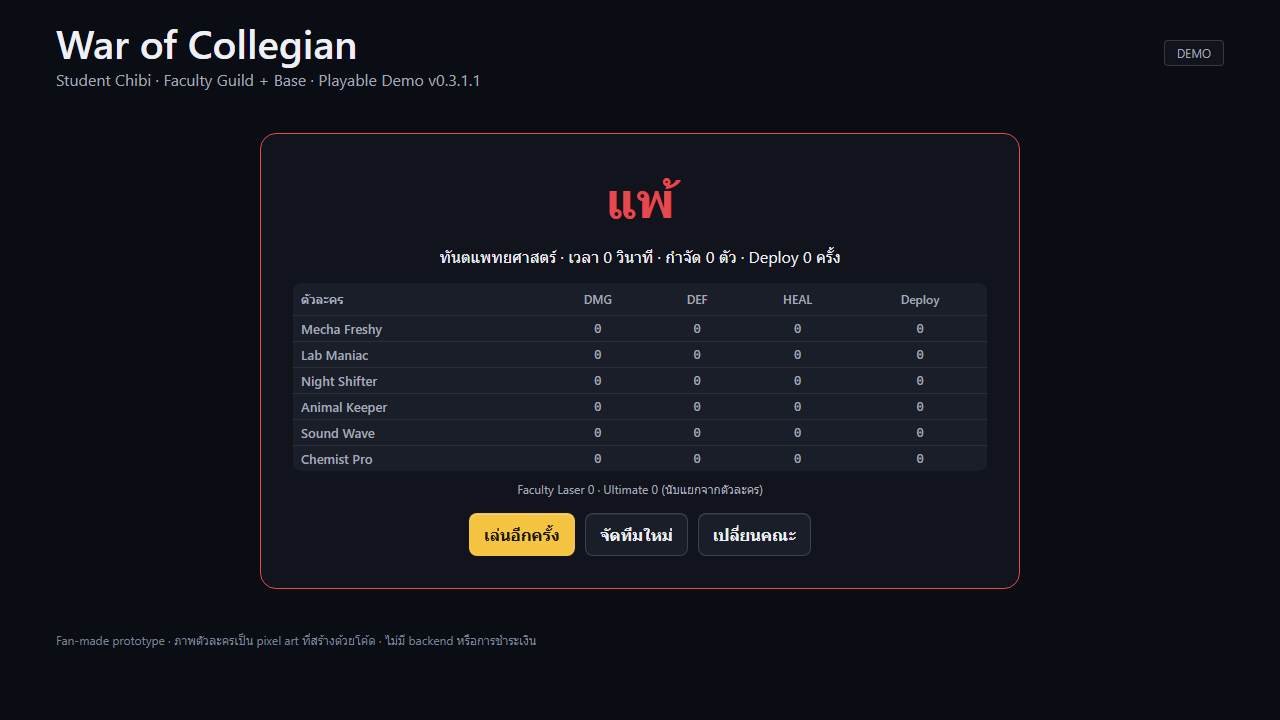 War of Collegian
Student Chibi · Faculty Guild + Base · Playable Demo v0.3.1.1
DEMO
แพ้
ทันตแพทยศาสตร์ · เวลา 0 วินาที · กำจัด 0 ตัว · Deploy 0 ครั้ง
ตัวละคร DMG DEF HEAL Deploy
Mecha Freshy 0 0 0 0
Lab Maniac 0 0 0 0
Night Shifter 0 0 0 0
Animal Keeper 0 0 0 0
Sound Wave 0 0 0 0
Chemist Pro 0 0 0 0
Faculty Laser 0 · Ultimate 0 (นับแยกจากตัวละคร)
เล่นอีกครั้ง จัดทีมใหม่ เปลี่ยนคณะ
Fan-made prototype · ภาพตัวละครเป็น pixel art ที่สร้างด้วยโค้ด · ไม่มี backend หรือการชำระเงิน